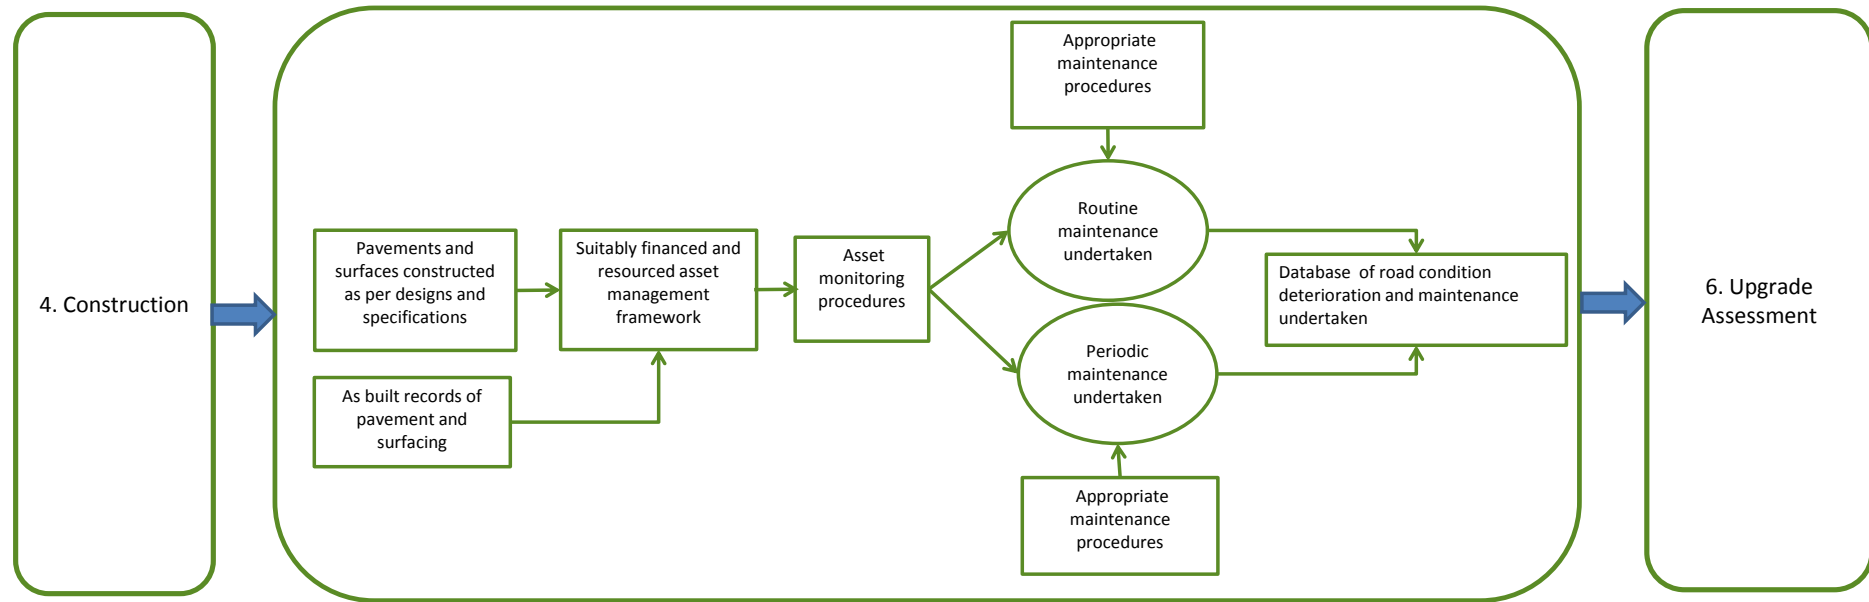 4. Construction
Pavements and
surfaces constructed
as per designs and
specifications
As built records of
pavement and
surfacing
Suitably financed and
resourced asset
management
framework
Asset
monitoring
procedures
Appropriate
maintenance
procedures
Routine
maintenance
undertaken
Periodic
maintenance
undertaken
Appropriate
maintenance
procedures
Database of road condition
deterioration and maintenance
undertaken
6. Upgrade
Assessment